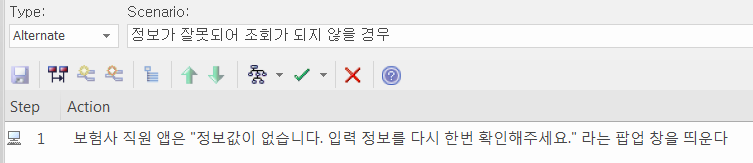 Type:
Scenario:
Alternate
정보가 잘못되어 조회가 되지 않을 경우
Step
Action
1
보험사 직원 앱은 "정보값이 없습니다. 입력 정보를 다시 한번 확인해주세요." 라는 팝업 창을 띄운다